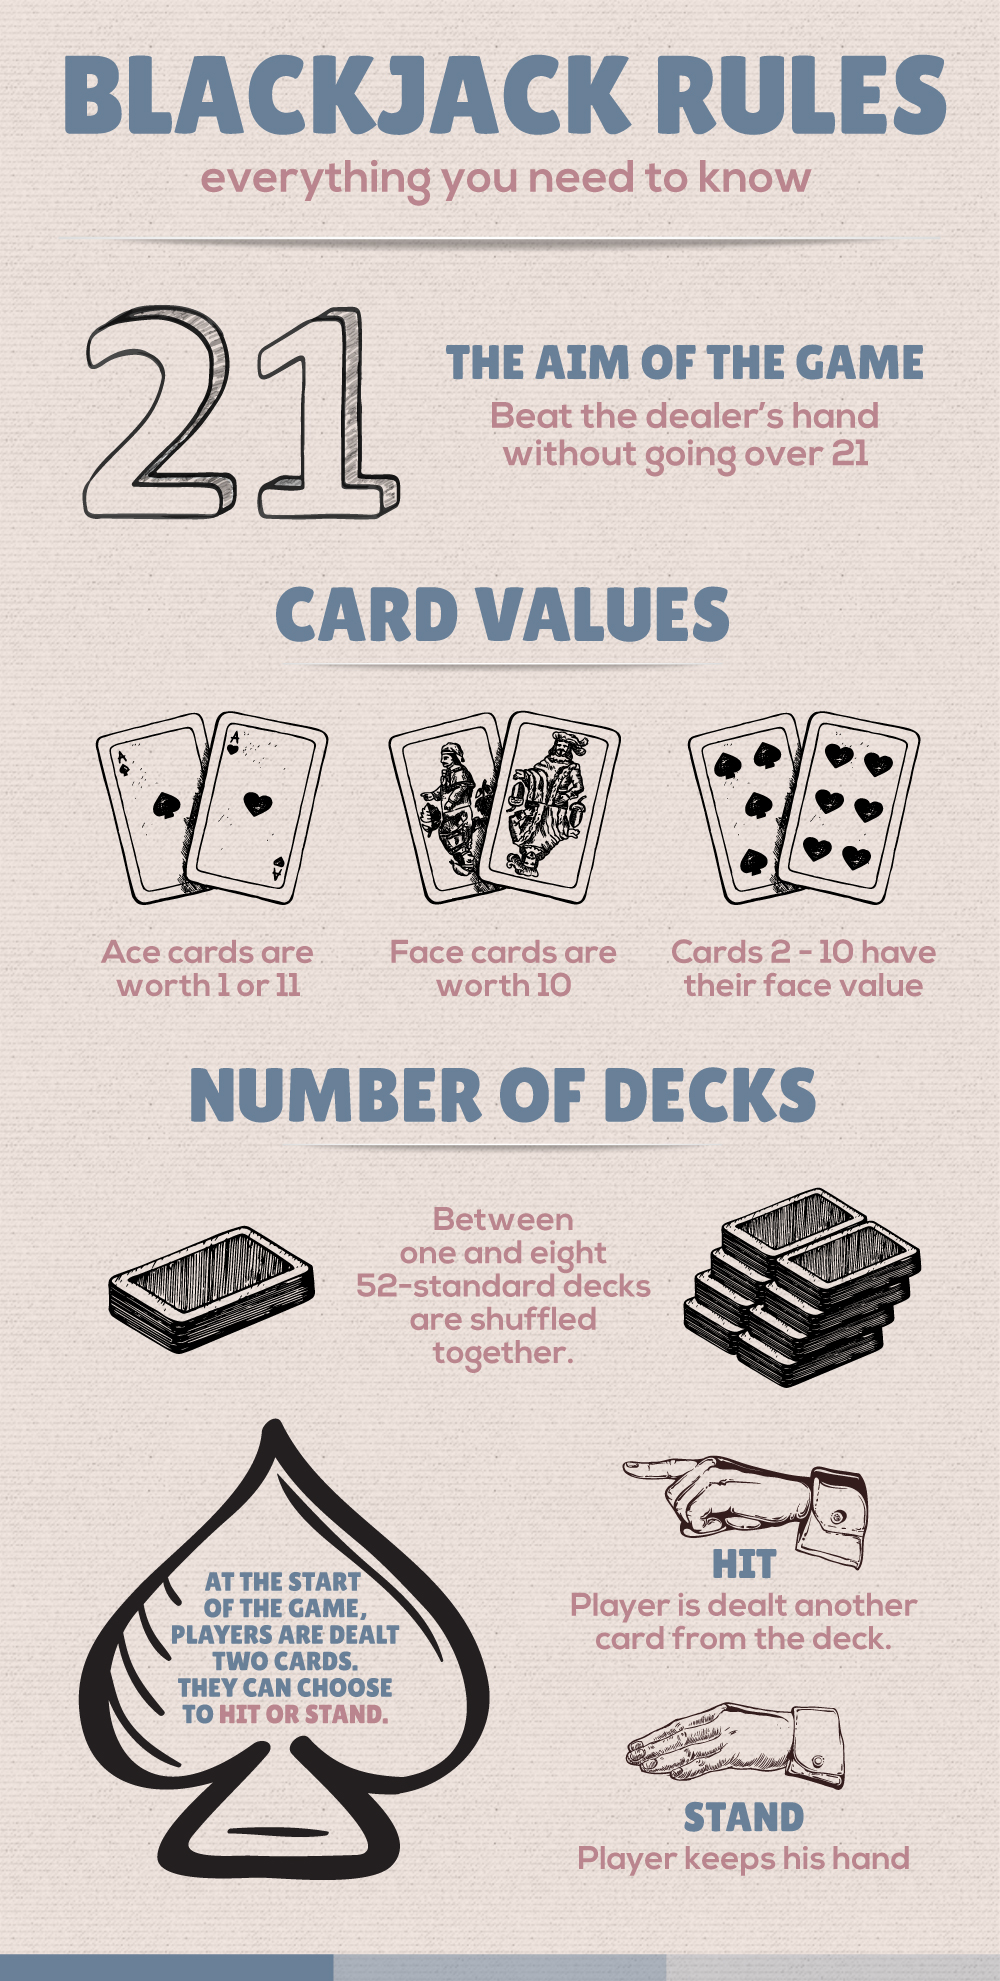 BLACKJACK RULES
everything you need to know
21
THE AIM OF THE GAME
Beat the dealer's hand
without going over 21
CARD VALUES
A
A
A
Ace cards are
worth 1 or 11
Face cards are
worth 10
Cards 2 - 10 have
their face value
NUMBER OF DECKS
Between
one and eight
52-standard decks
are shuffled
together.
AT THE START
OF THE GAME,
PLAYERS ARE DEALT
TWO CARDS.
THEY CAN CHOOSE
TO HIT OR STAND.
HIT
Player is dealt another
card from the deck.
STAND
Player keeps his hand